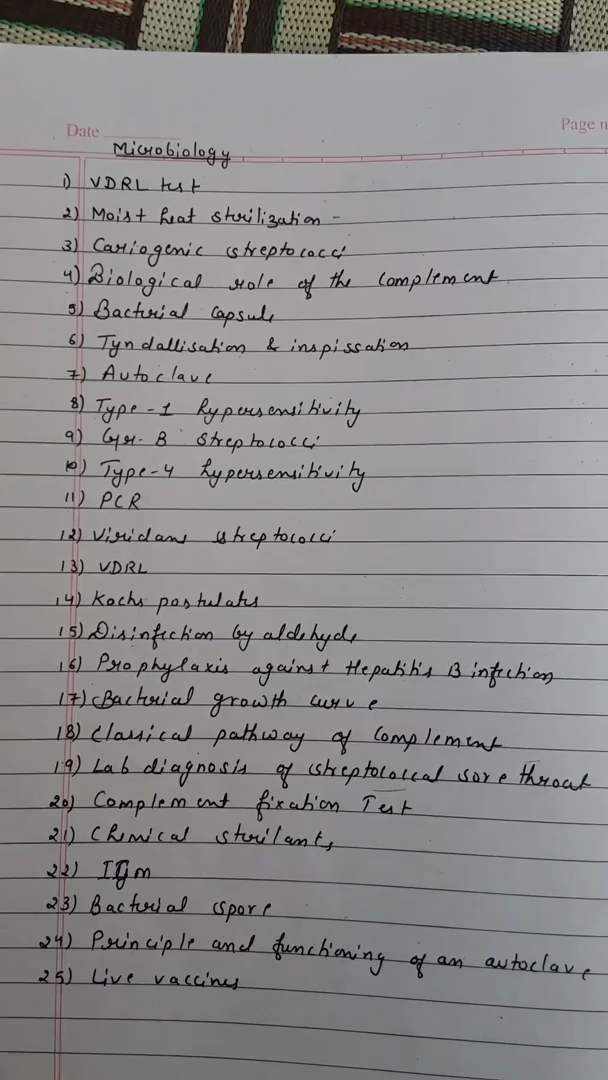 Date
Page n
Microbiology
1) VDRL test
2) Moist heat sterilization -
3) Cariogenic streptococci
4) Biological role of the complement
5) Bacterial capsule
6) Tyndallisation & inspissation
7) Autoclave
8) Type-1 hypersensitivity
9) Gr-B streptococci
10) Type-4 hypersensitivity
11) PCR
12) Viridans streptococci
13) VDRL
14) Kochs postulates
15) Disinfection by aldehyde
16) Prophylaxis against Hepatitis B infection
17) Bacterial growth curve
18) Classical pathway of complement
19) Lab diagnosis of streptococcal sore throat
20) Complement fixation Test
21) Chemical sterilants
22) IgM
23) Bacterial spore
24) Principle and functioning of an autoclave
25) Live vaccines